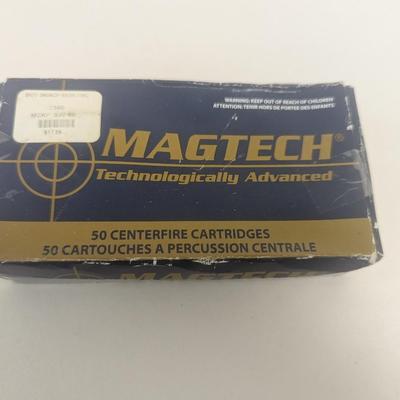 WARNING: KEEP OUT OF REACH OF CHILDREN!
ATTENTION: TENIR HORS DE PORTEE DES ENFANTS!
MAGTECH®
Technologically Advanced
50 CENTERFIRE CARTRIDGES
50 CARTOUCHES A PERCUSSION CENTRALE
MAGTECH